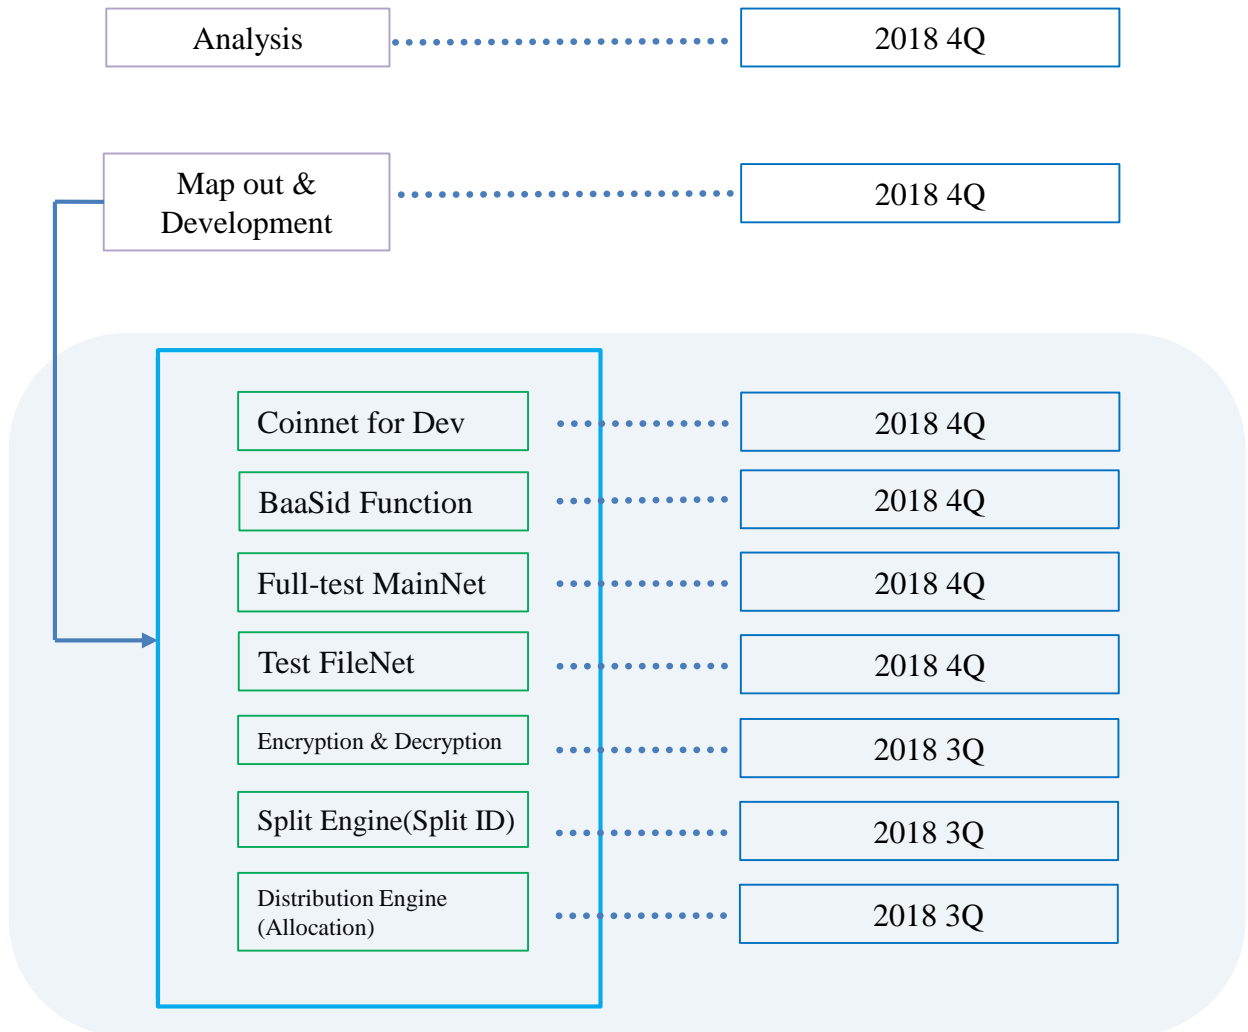 Analysis
2018 4Q
Map out &
Development
2018 4Q
Coinnet for Dev
2018 4Q
BaaSid Function
2018 4Q
Full-test MainNet
2018 4Q
Test FileNet
2018 4Q
Encryption & Decryption
2018 3Q
Split Engine(Split ID)
2018 3Q
Distribution Engine
(Allocation)
2018 3Q